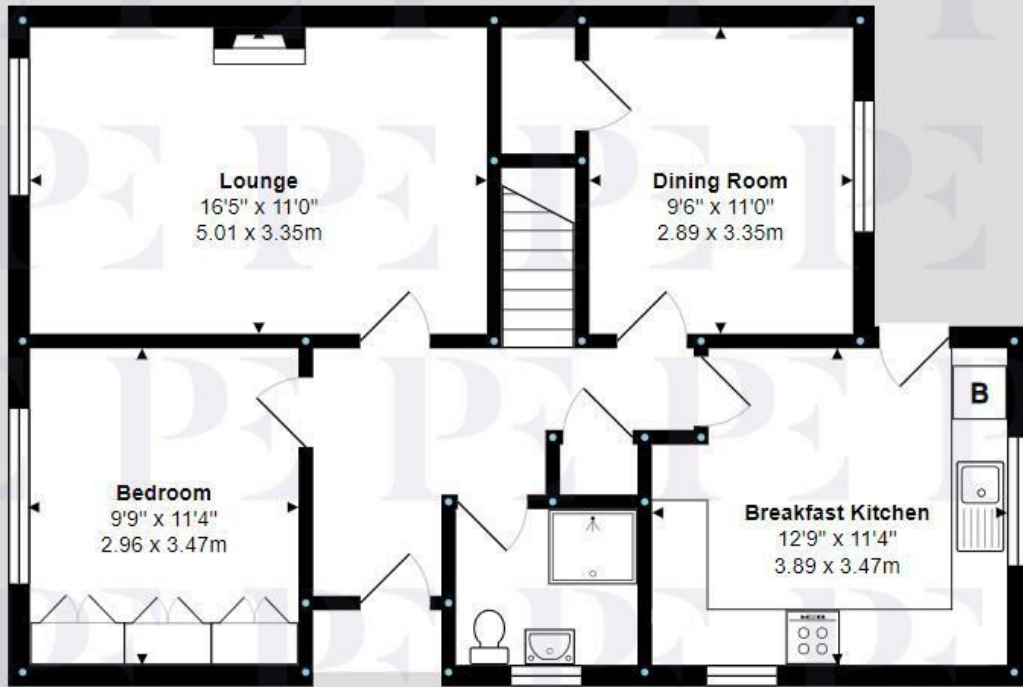 Lounge
16'5" x 11'0"
5.01 x 3.35m
Dining Room
9'6" x 11'0"
2.89 x 3.35m
B
Bedroom
9'9" x 11'4"
2.96 x 3.47m
Breakfast Kitchen
12'9" x 11'4"
3.89 x 3.47m
PE